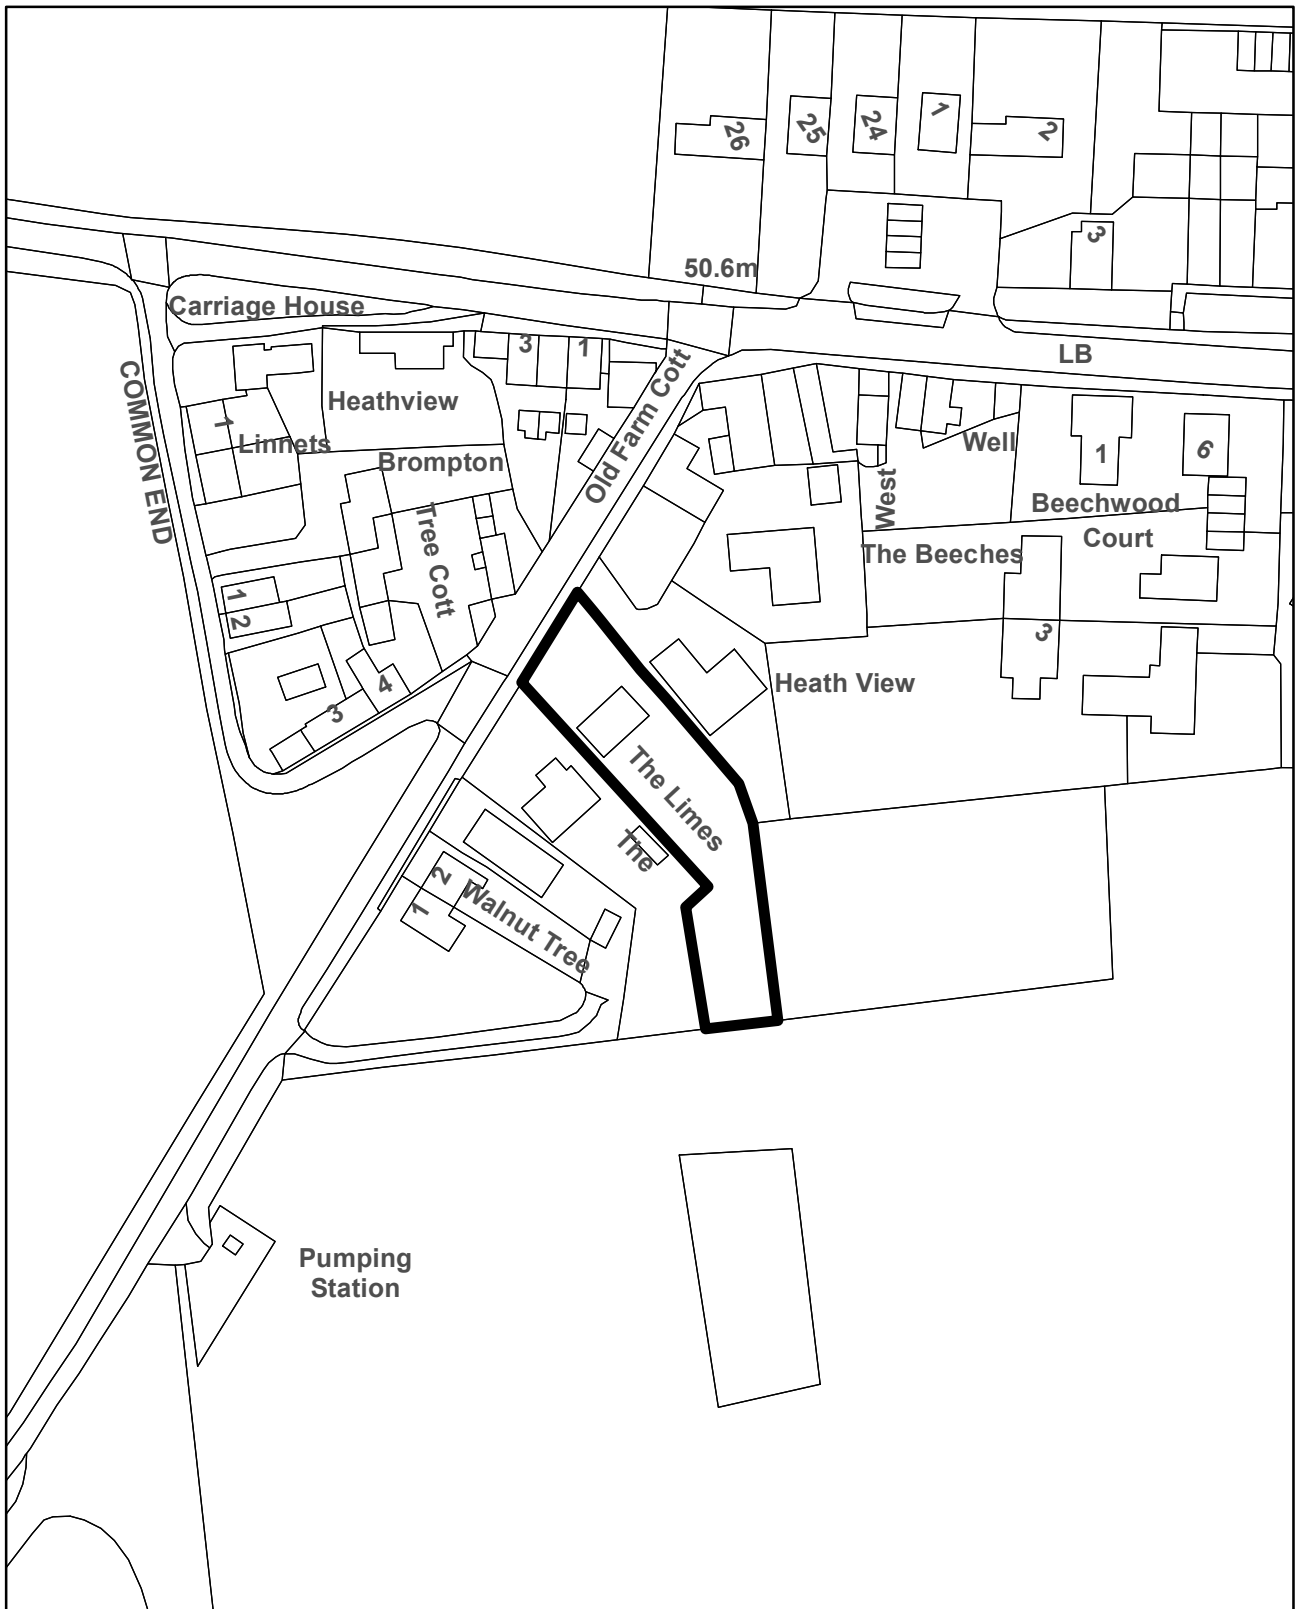 26
25
24
1
2
3
50.6m
Carriage House
LB
3
1
COMMON END
Heathview
1
Linnets
Brompton
Old Farm Cott
Well
1
6
West
Beechwood
Court
The Beeches
Tree Cott
1
2
3
4
3
Heath View
The Limes
The
2
1
Walnut Tree
Pumping
Station